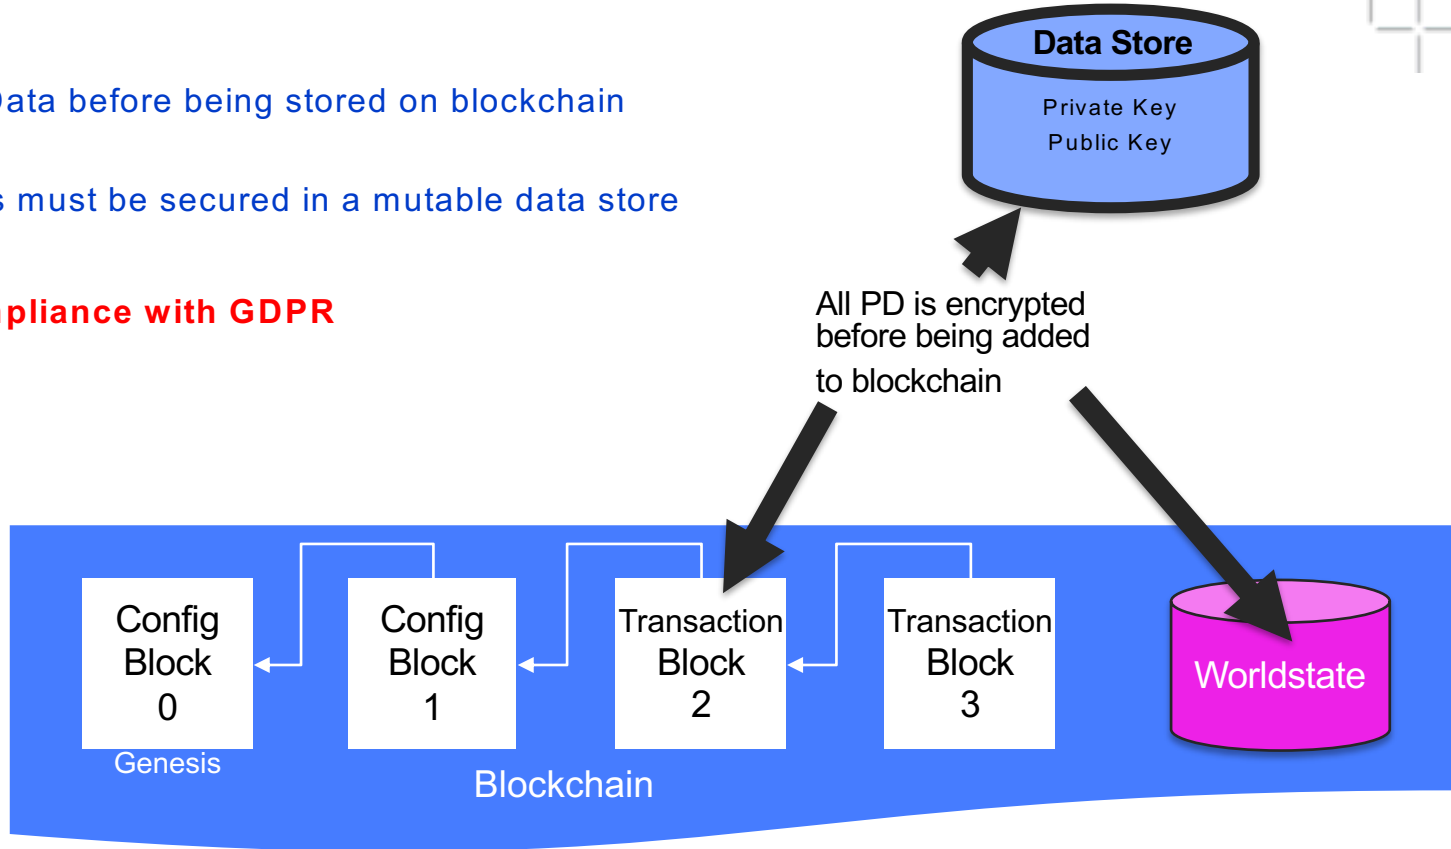 Data before being stored on blockchain
s must be secured in a mutable data store
pliance with GDPR
Data Store
Private Key
Public Key
All PD is encrypted
before being added
to blockchain
Config
Block
0
Genesis
Config
Block
1
Transaction
Block
2
Transaction
Block
3
Worldstate
Blockchain